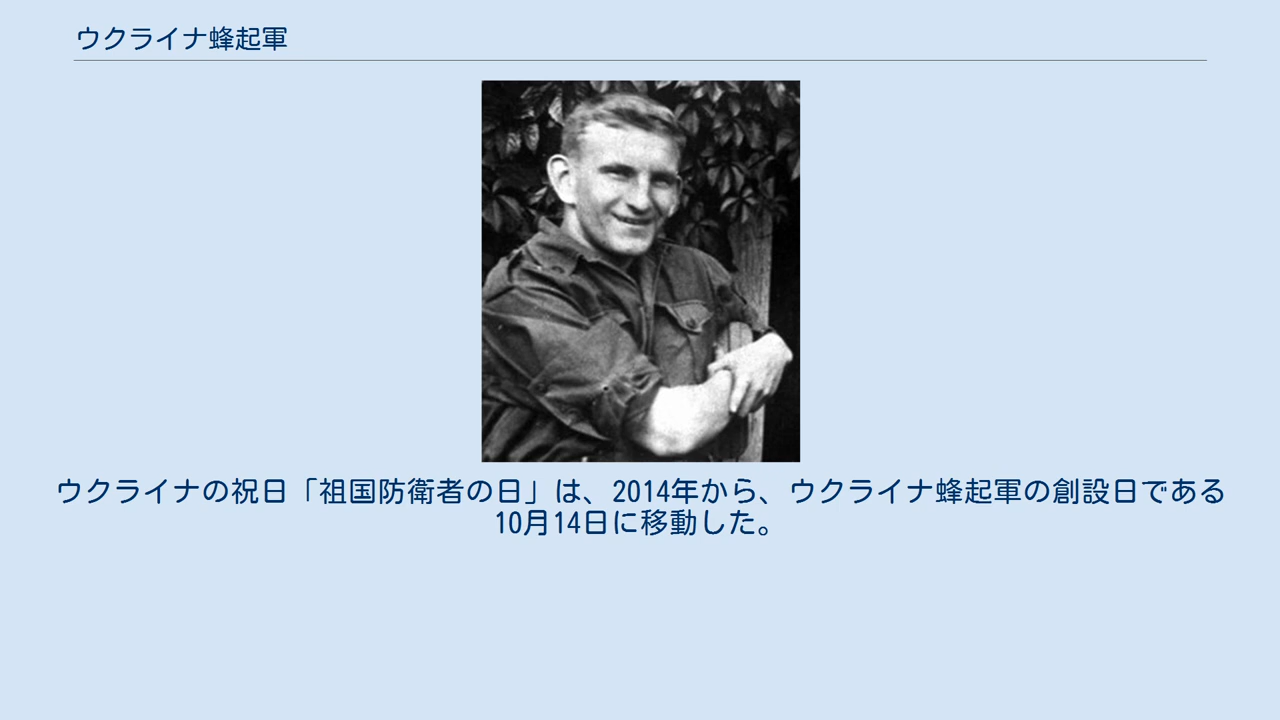 ウクライナ蜂起軍
ウクライナの祝日「祖国防衛者の日」は、2014年から、ウクライナ蜂起軍の創設日である
10月14日に移動した。